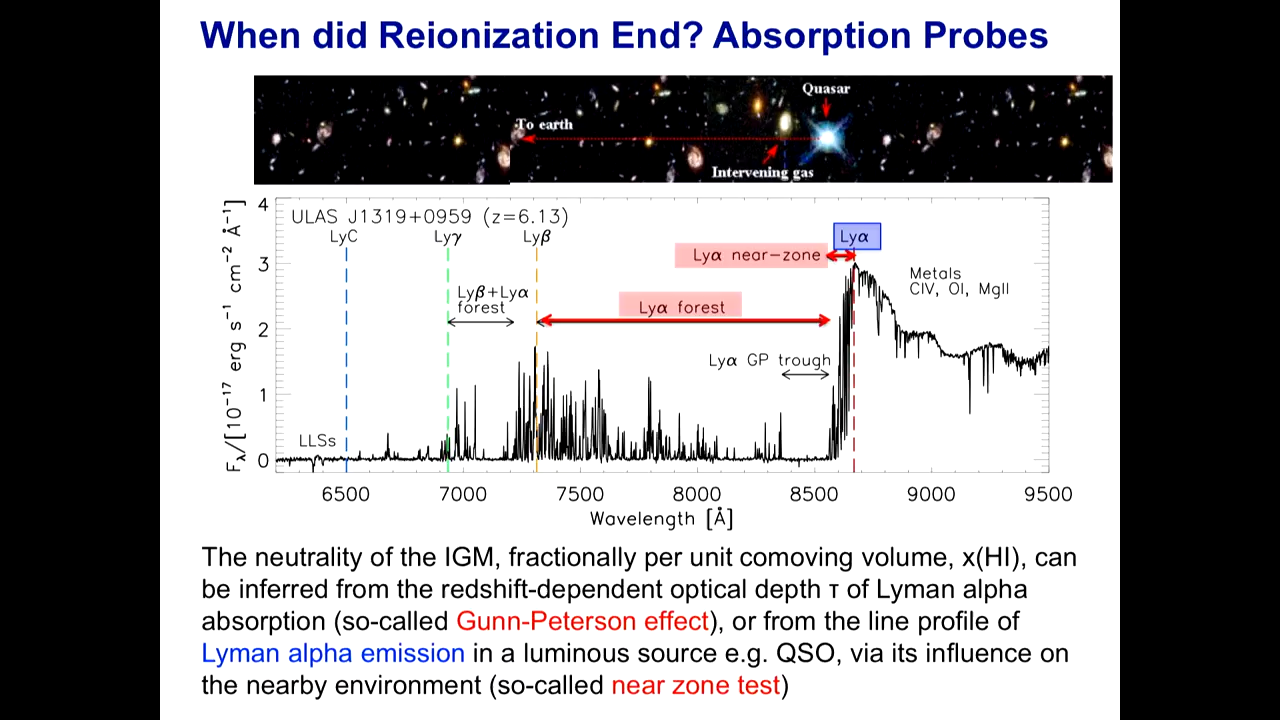 When did Reionization End? Absorption Probes
Quasar
To earth
Intervening gas
ULAS J1319+0959 (z=6.13)
LyC
Lyγ
Lyβ
Lyα
Lyα near-zone
Metals
CIV, OI, MgII
Lyβ+Lyα
forest
Lyα forest
Lyα GP trough
LLSs
4
3
2
1
0
Fλ/[10⁻¹⁷ erg s⁻¹ cm⁻² Å⁻¹]
6500 7000 7500 8000 8500 9000 9500
Wavelength [Å]
The neutrality of the IGM, fractionally per unit comoving volume, x(HI), can
be inferred from the redshift-dependent optical depth τ of Lyman alpha
absorption (so-called Gunn-Peterson effect), or from the line profile of
Lyman alpha emission in a luminous source e.g. QSO, via its influence on
the nearby environment (so-called near zone test)